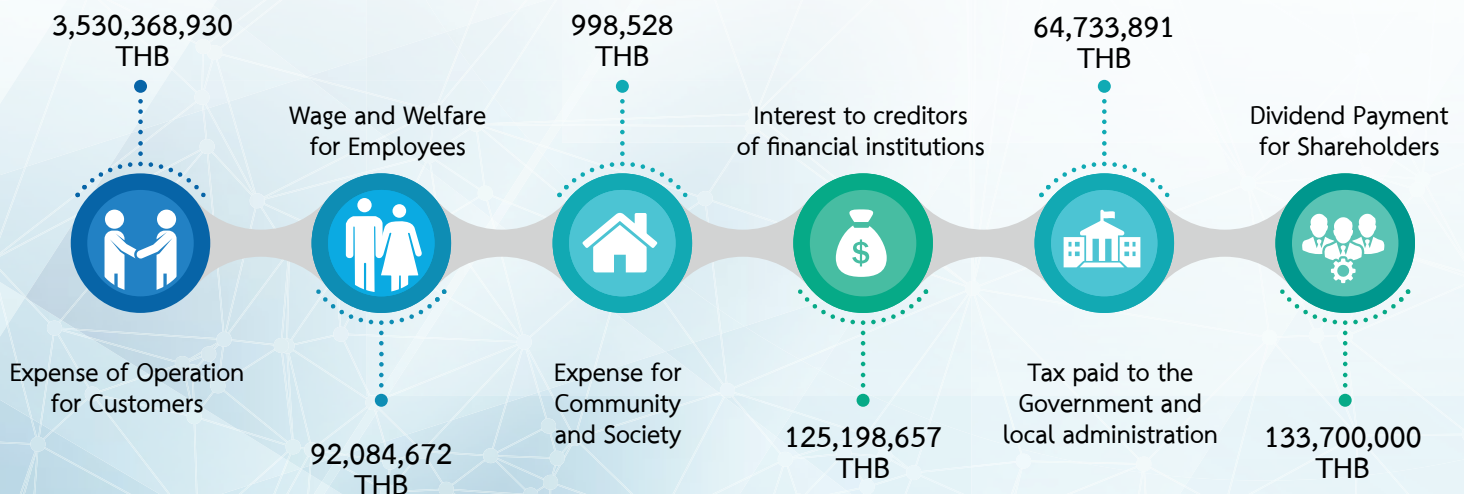 3,530,368,930
THB
Expense of Operation
for Customers
Wage and Welfare
for Employees
92,084,672
THB
998,528
THB
Expense for
Community
and Society
Interest to creditors
of financial institutions
$
125,198,657
THB
64,733,891
THB
Tax paid to the
Government and
local administration
Dividend Payment
for Shareholders
133,700,000
THB